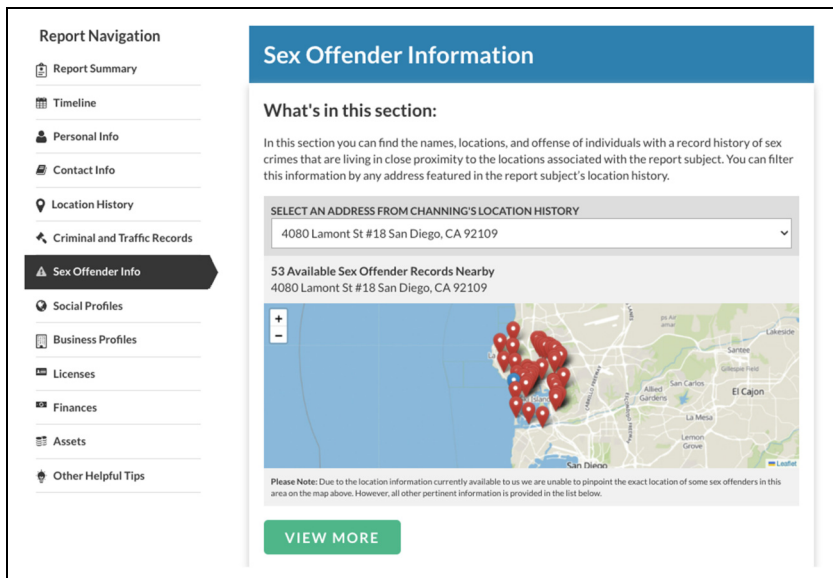 Report Navigation
Report Summary
Timeline
Personal Info
Contact Info
Location History
Criminal and Traffic Records
Sex Offender Info
Social Profiles
Business Profiles
Licenses
Finances
Assets
Other Helpful Tips
Sex Offender Information
What's in this section:
In this section you can find the names, locations, and offense of individuals with a record history of sex
crimes that are living in close proximity to the locations associated with the report subject. You can filter
this information by any address featured in the report subject's location history.
SELECT AN ADDRESS FROM CHANNING'S LOCATION HISTORY
4080 Lamont St #18 San Diego, CA 92109
53 Available Sex Offender Records Nearby
4080 Lamont St #18 San Diego, CA 92109
+
−
Lakeside
Santee
Gillespie Field
San Carlos
Allied
Gardens
El Cajon
La Mesa
Lemon
Grove
San Diego
Leaflet
Please Note: Due to the location information currently available to us we are unable to pinpoint the exact location of some sex offenders in this
area on the map above. However, all other pertinent information is provided in the list below.
VIEW MORE